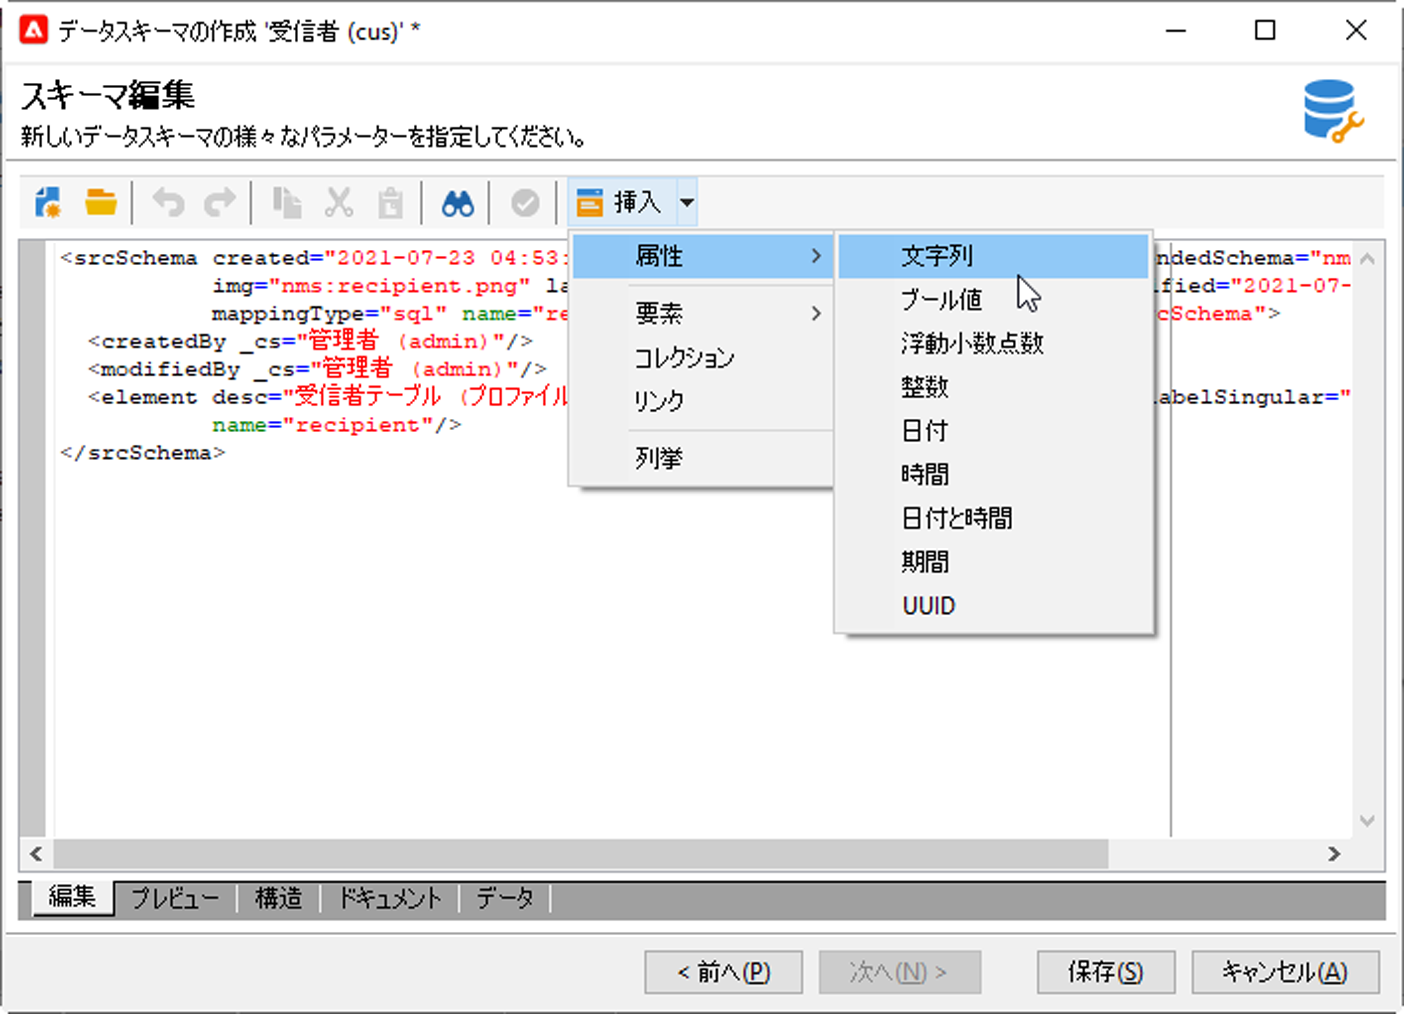 データスキーマの作成 '受信者 (cus)' *
スキーマ編集
新しいデータスキーマの様々なパラメーターを指定してください。
挿入
<srcSchema created="2021-07-23 04:53: ndedSchema="nm
img="nms:recipient.png" la ified="2021-07-
mappingType="sql" name="re cSchema">
<createdBy _cs="管理者 (admin)"/>
<modifiedBy _cs="管理者 (admin)"/>
<element desc="受信者テーブル (プロファイル abelSingular="
name="recipient"/>
</srcSchema>
属性
要素
コレクション
リンク
列挙
文字列
ブール値
浮動小数点数
整数
日付
時間
日付と時間
期間
UUID
編集 プレビュー 構造 ドキュメント データ
< 前へ(P) 次へ(N) > 保存(S) キャンセル(A)